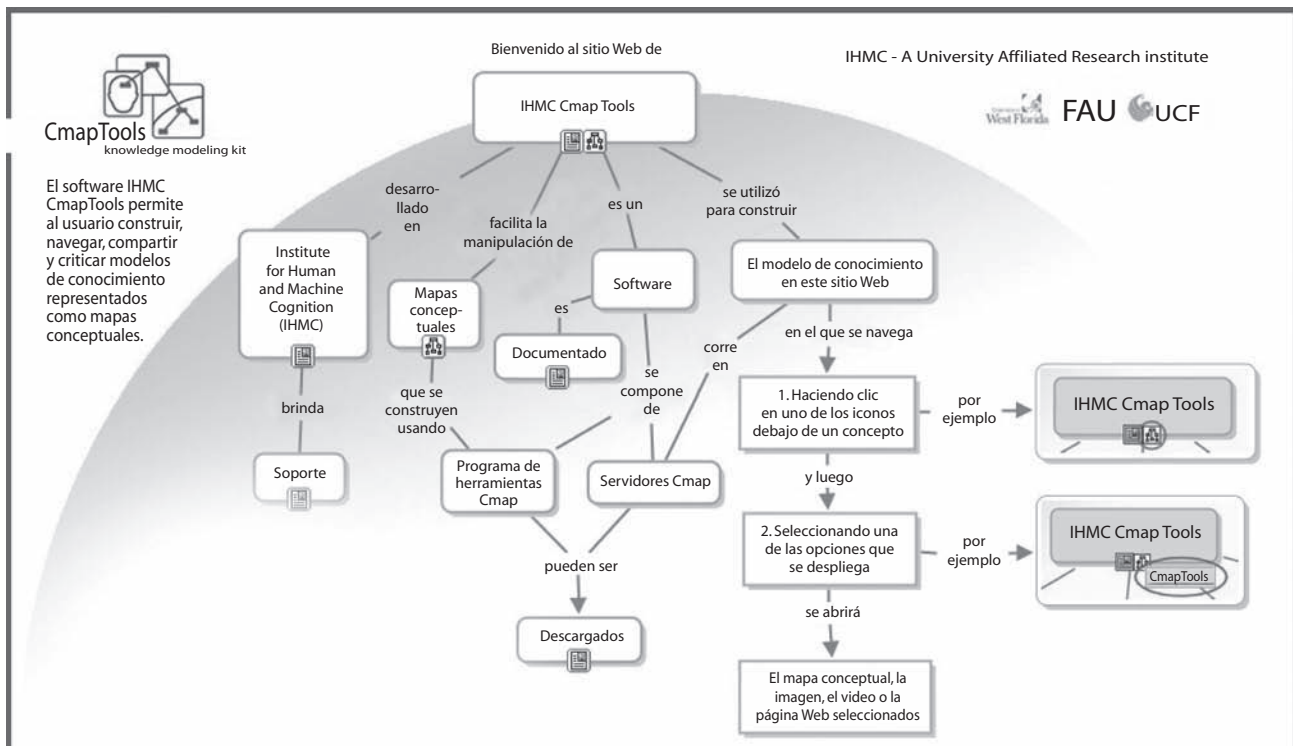 Bienvenido al sitio Web de
IHMC - A University Affiliated Research institute
West Florida
FAU
UCF
CmapTools
knowledge modeling kit
El software IHMC
CmapTools permite
al usuario construir,
navegar, compartir
y criticar modelos
de conocimiento
representados
como mapas
conceptuales.
IHMC Cmap Tools
desarro-
llado
en
facilita la
manipulación de
es un
se utilizó
para construir
Institute
for Human
and Machine
Cognition
(IHMC)
Mapas
concep-
tuales
Software
El modelo de conocimiento
en este sitio Web
es
Documentado
brinda
Soporte
que se
construyen
usando
se
compone
de
corre
en
en el que se navega
Programa de
herramientas
Cmap
Servidores Cmap
pueden ser
Descargados
1. Haciendo clic
en uno de los iconos
debajo de un concepto
por
ejemplo
IHMC Cmap Tools
y luego
2. Seleccionando una
de las opciones que
se despliega
por
ejemplo
IHMC Cmap Tools
CmapTools
se abrirá
El mapa conceptual, la
imagen, el video o la
página Web seleccionados